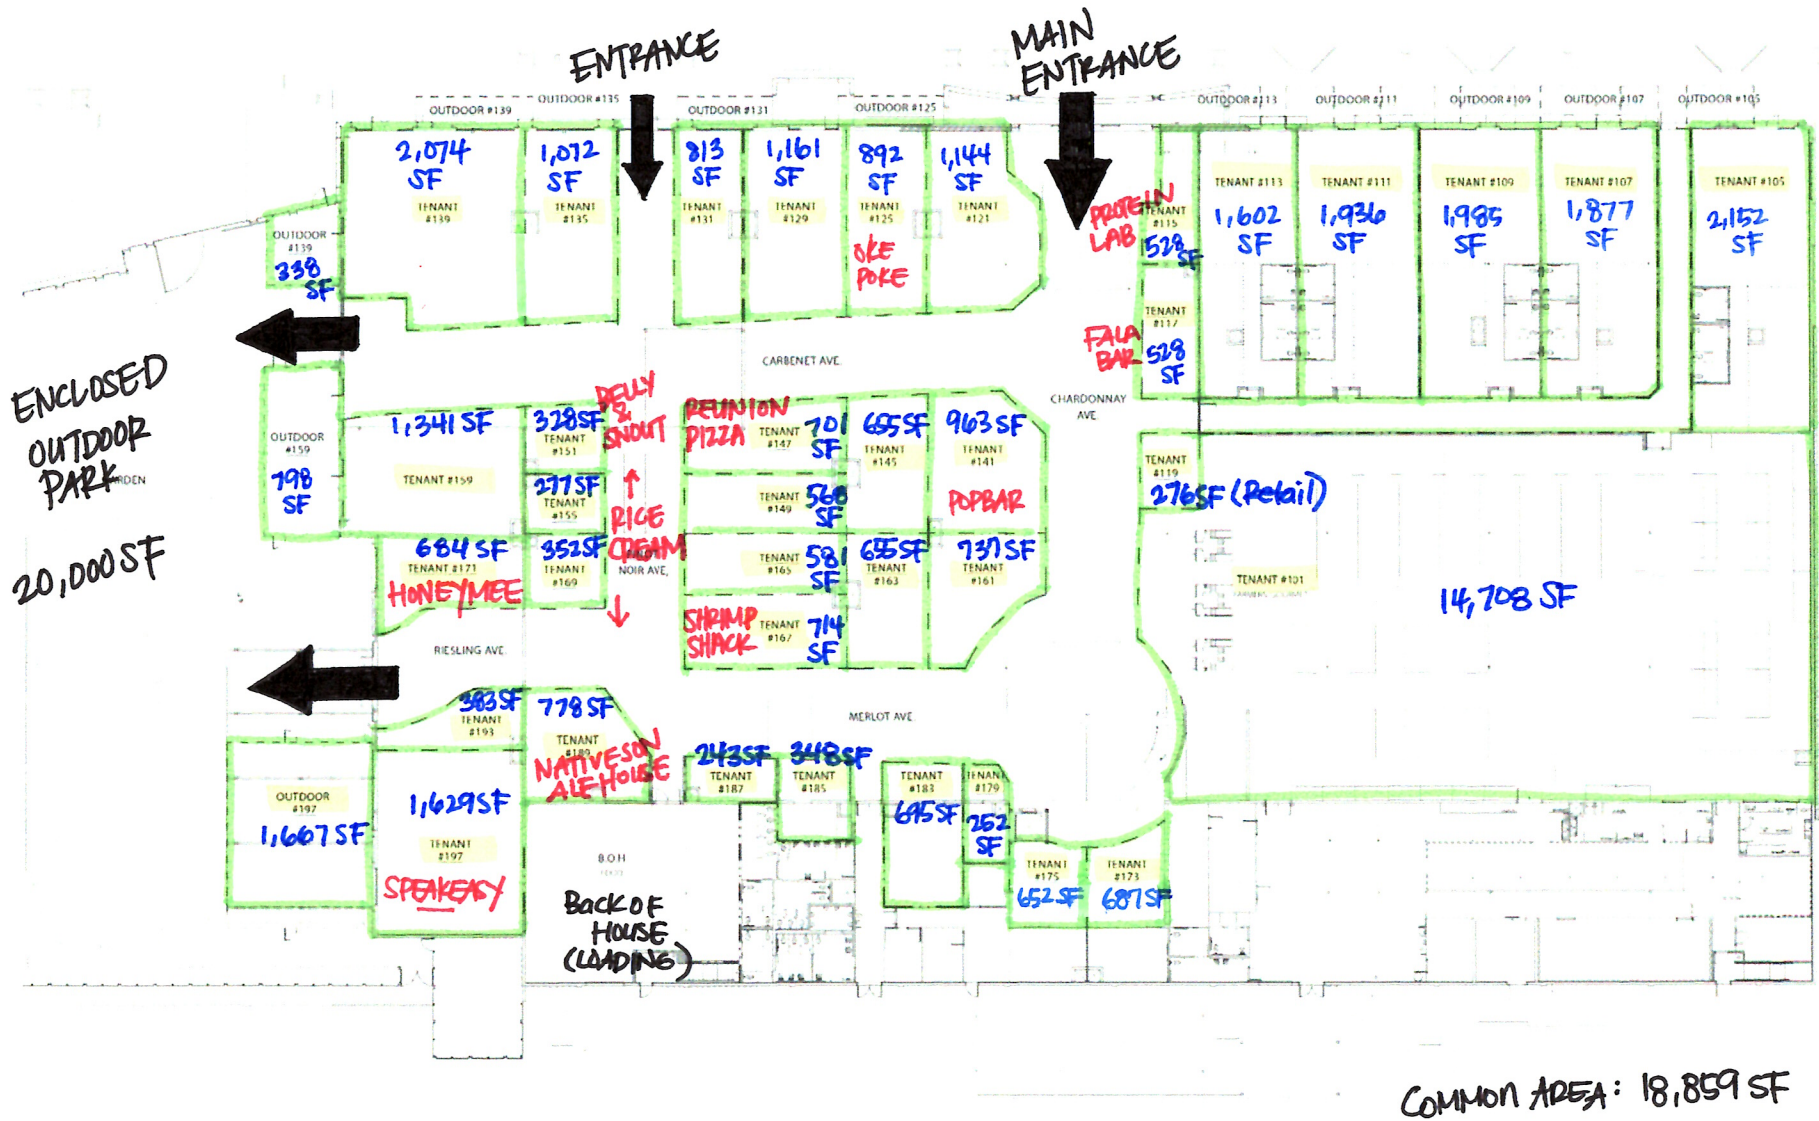 ENTRANCE
MAIN
ENTRANCE
OUTDOOR #139
OUTDOOR #135
OUTDOOR #131
OUTDOOR #125
OUTDOOR #113
OUTDOOR #111
OUTDOOR #109
OUTDOOR #107
OUTDOOR #105
2,074
SF
TENANT
#139
1,072
SF
TENANT
#135
813
SF
TENANT
#131
1,161
SF
TENANT
#129
892
SF
TENANT
#125
OKE
POKE
1,144
SF
TENANT
#121
PROTEIN
LAB
TENANT
#115
528
SF
TENANT #113
1,602
SF
TENANT #111
1,936
SF
TENANT #109
1,985
SF
TENANT #107
1,877
SF
TENANT #105
2,152
SF
OUTDOOR
#139
338
SF
FALA
BAR
TENANT
#117
528
SF
CARBENET AVE.
CHARDONNAY
AVE
ENCLOSED
OUTDOOR
PARK
20,000 SF
OUTDOOR
#159
798
SF
1,341 SF
TENANT #159
328 SF
TENANT
#151
BELLY
&
SNOUT
277 SF
TENANT
#155
RICE
CREAM
NOIR AVE.
REUNION
PIZZA
TENANT
#147
701
SF
655 SF
TENANT
#145
963 SF
TENANT
#141
POPBAR
TENANT
#149
568
SF
TENANT
#119
276 SF (Retail)
684 SF
TENANT #171
HONEYMEE
352 SF
TENANT
#169
TENANT
#165
581
SF
655 SF
TENANT
#163
737 SF
TENANT
#161
TENANT #101
14,708 SF
SHRIMP
SHACK
TENANT
#167
714
SF
RIESLING AVE.
MERLOT AVE.
383 SF
TENANT
#193
778 SF
TENANT
#189
NATIVE SON
ALEHOUSE
243 SF
TENANT
#187
348 SF
TENANT
#185
TENANT
#183
695 SF
TENANT
#179
252
SF
OUTDOOR
#197
1,667 SF
1,629 SF
TENANT
#197
SPEAKEASY
B.O.H
BACK OF
HOUSE
(LOADING)
TENANT
#175
652 SF
TENANT
#173
687 SF
COMMON AREA: 18,859 SF